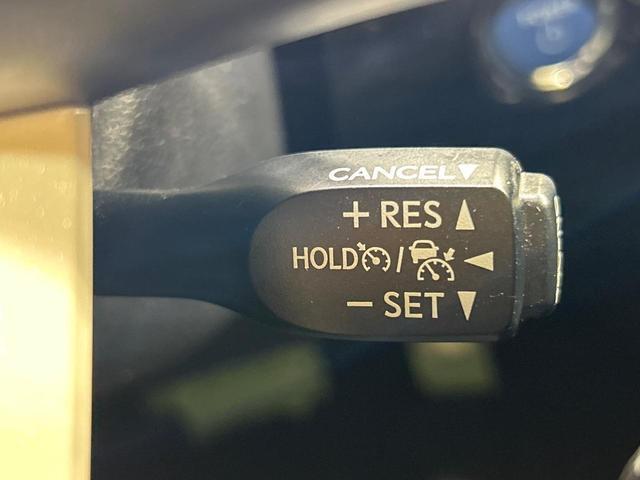 CANCEL▼
+ RES ▲
HOLD / ◀
− SET ▼